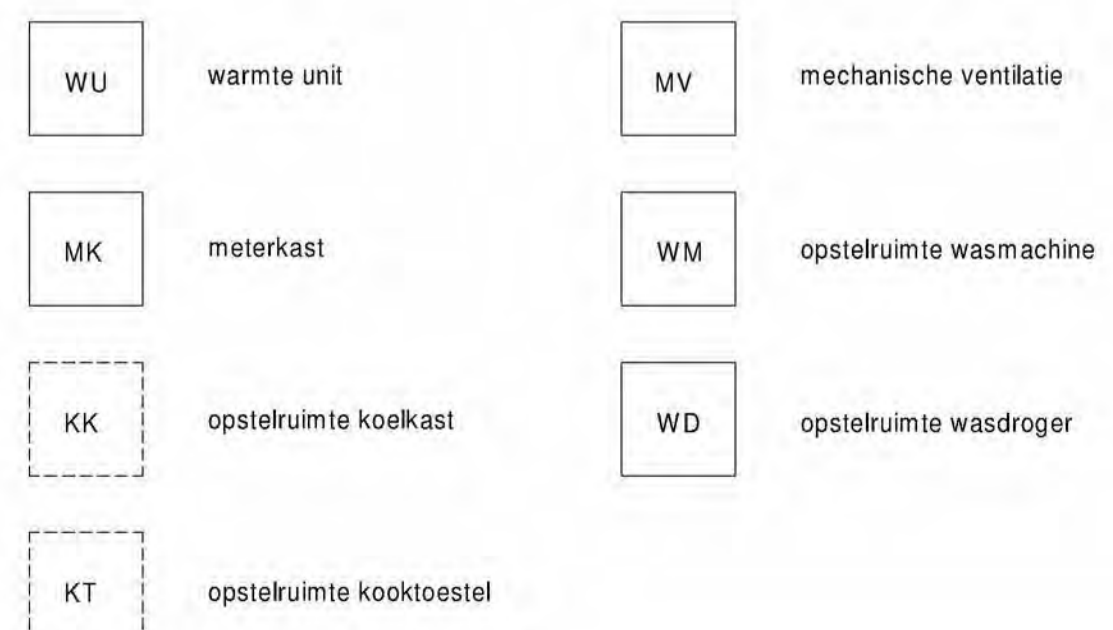 WU warmte unit
MK meterkast
KK opstelruimte koelkast
KT opstelruimte kooktoestel
MV mechanische ventilatie
WM opstelruimte wasmachine
WD opstelruimte wasdroger